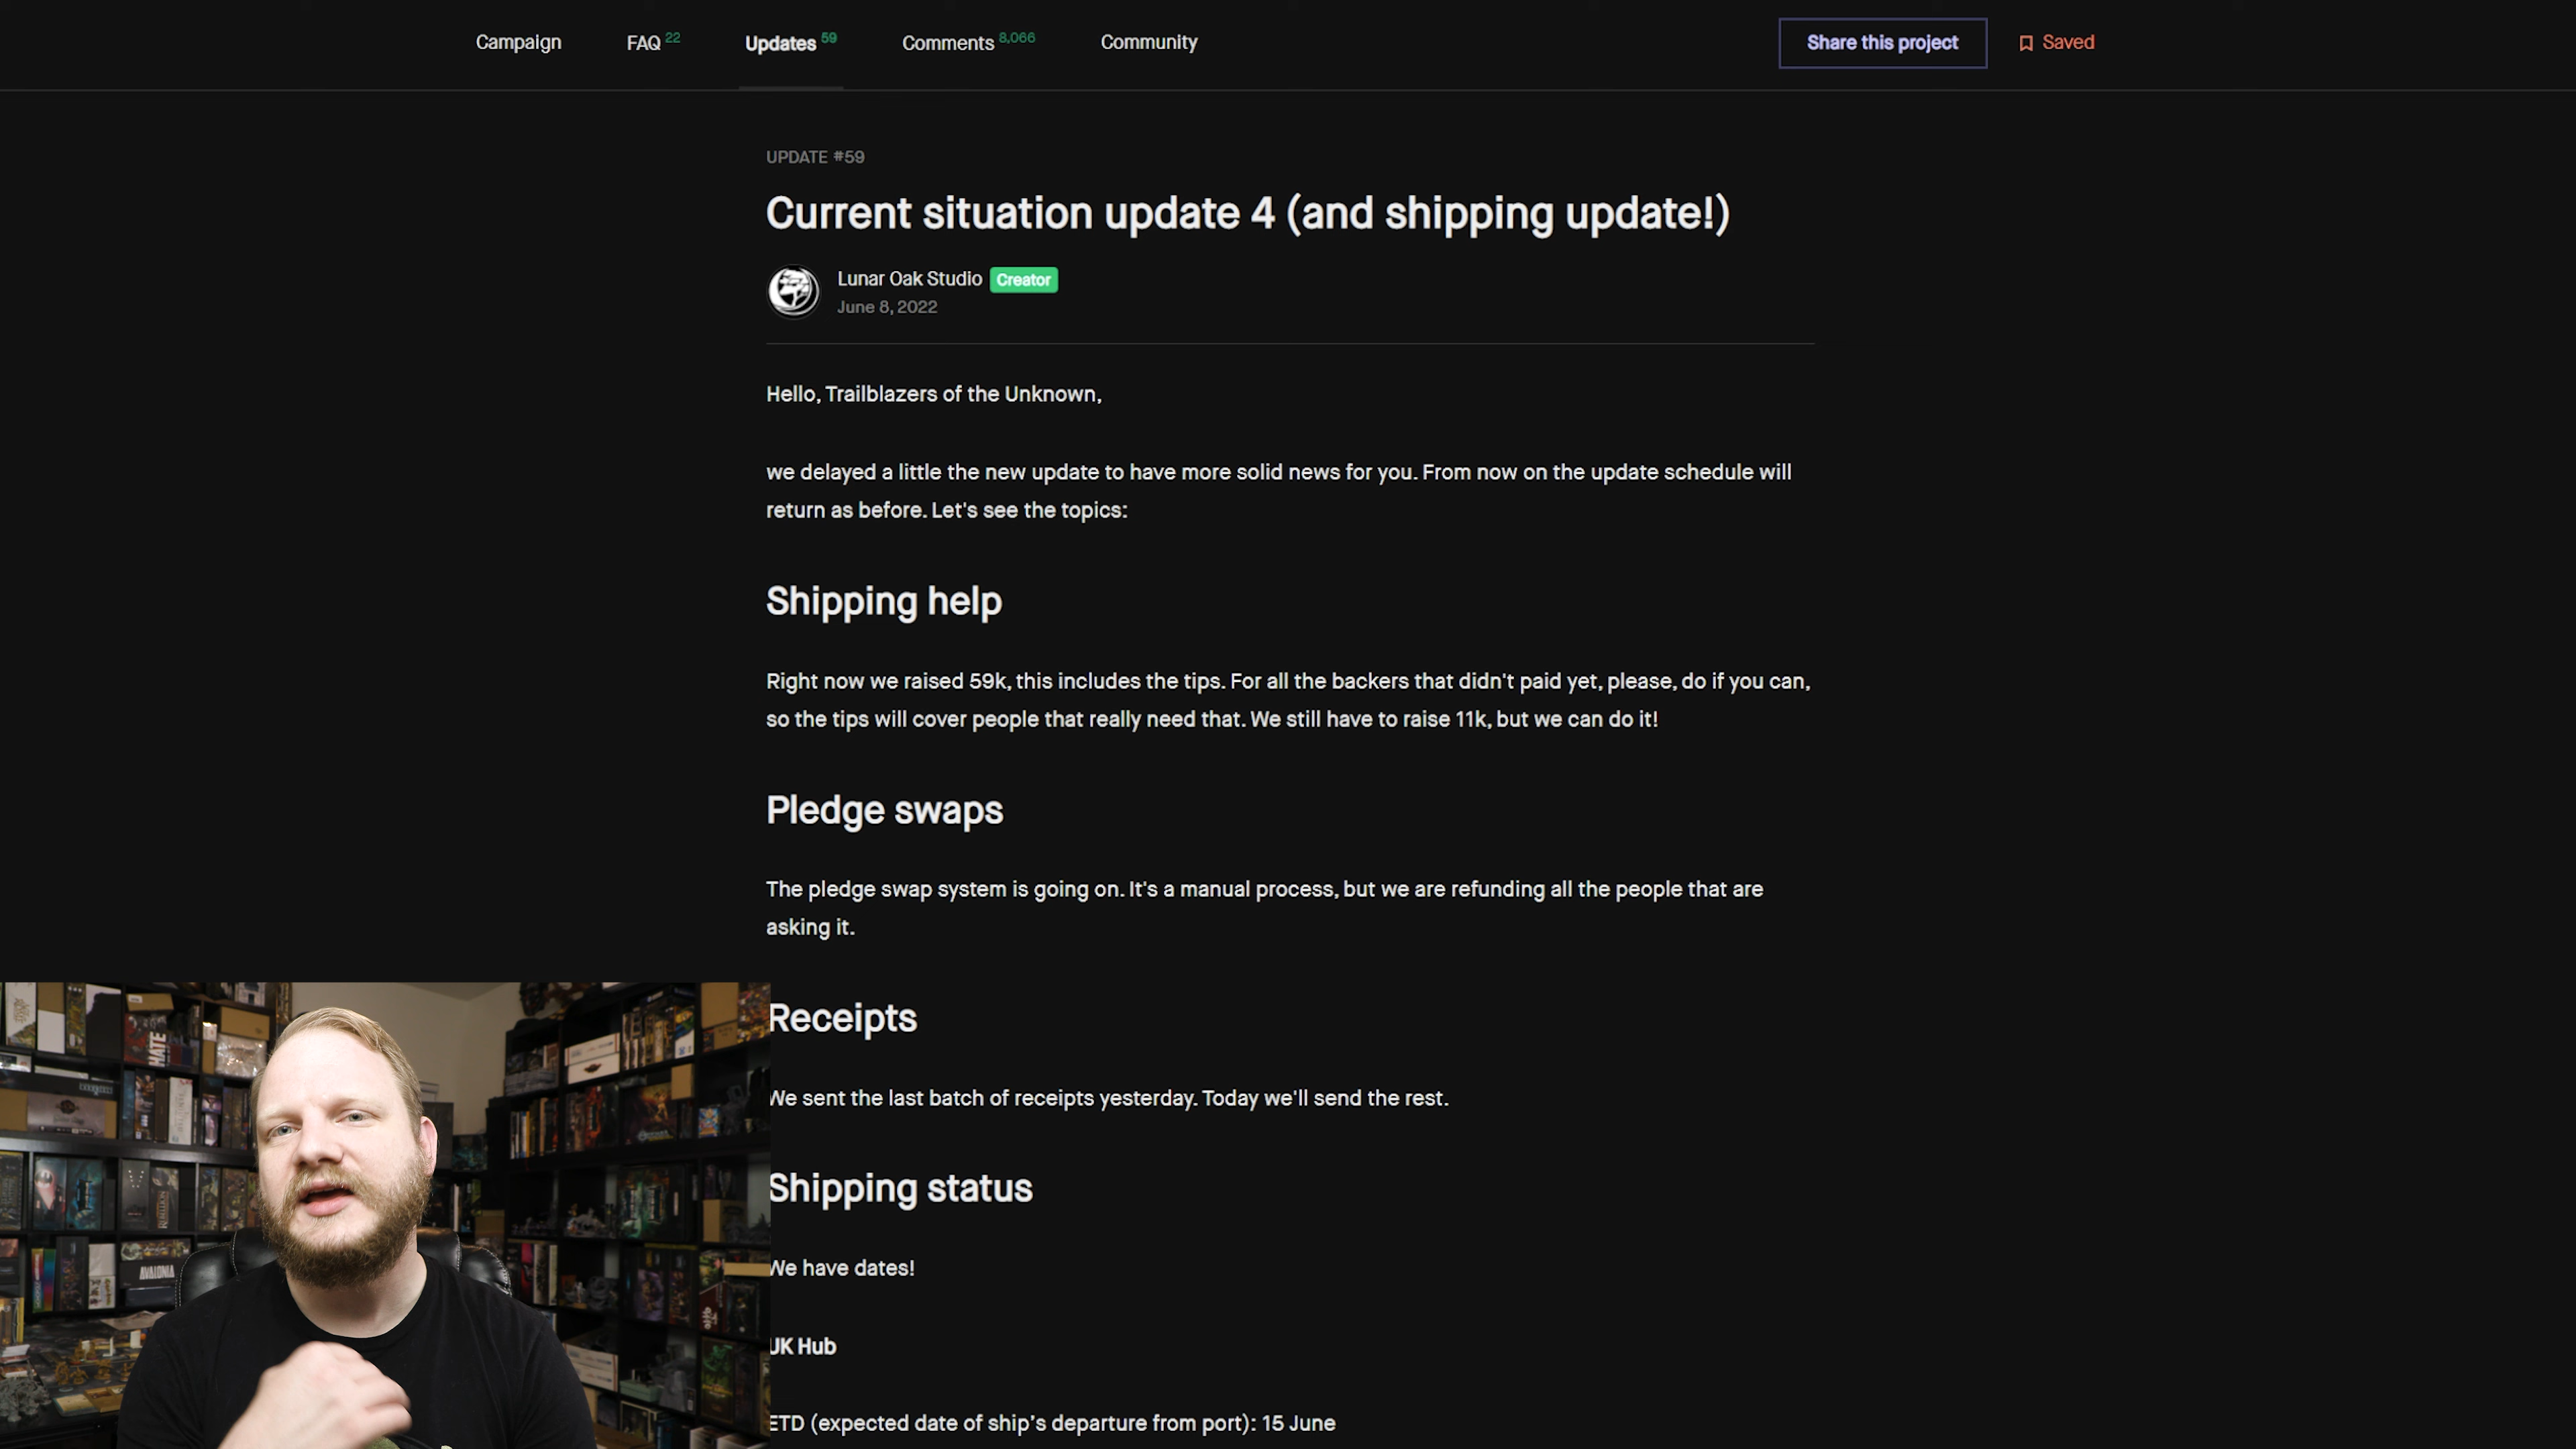 Campaign FAQ 22 Updates 59 Comments 8,066 Community Share this project Saved
UPDATE #59
Current situation update 4 (and shipping update!)
Lunar Oak Studio Creator
June 8, 2022
Hello, Trailblazers of the Unknown,
we delayed a little the new update to have more solid news for you. From now on the update schedule will
return as before. Let's see the topics:
Shipping help
Right now we raised 59k, this includes the tips. For all the backers that didn't paid yet, please, do if you can,
so the tips will cover people that really need that. We still have to raise 11k, but we can do it!
Pledge swaps
The pledge swap system is going on. It's a manual process, but we are refunding all the people that are
asking it.
Receipts
We sent the last batch of receipts yesterday. Today we'll send the rest.
Shipping status
We have dates!
UK Hub
ETD (expected date of ship's departure from port): 15 June
HATE
AVALONIA